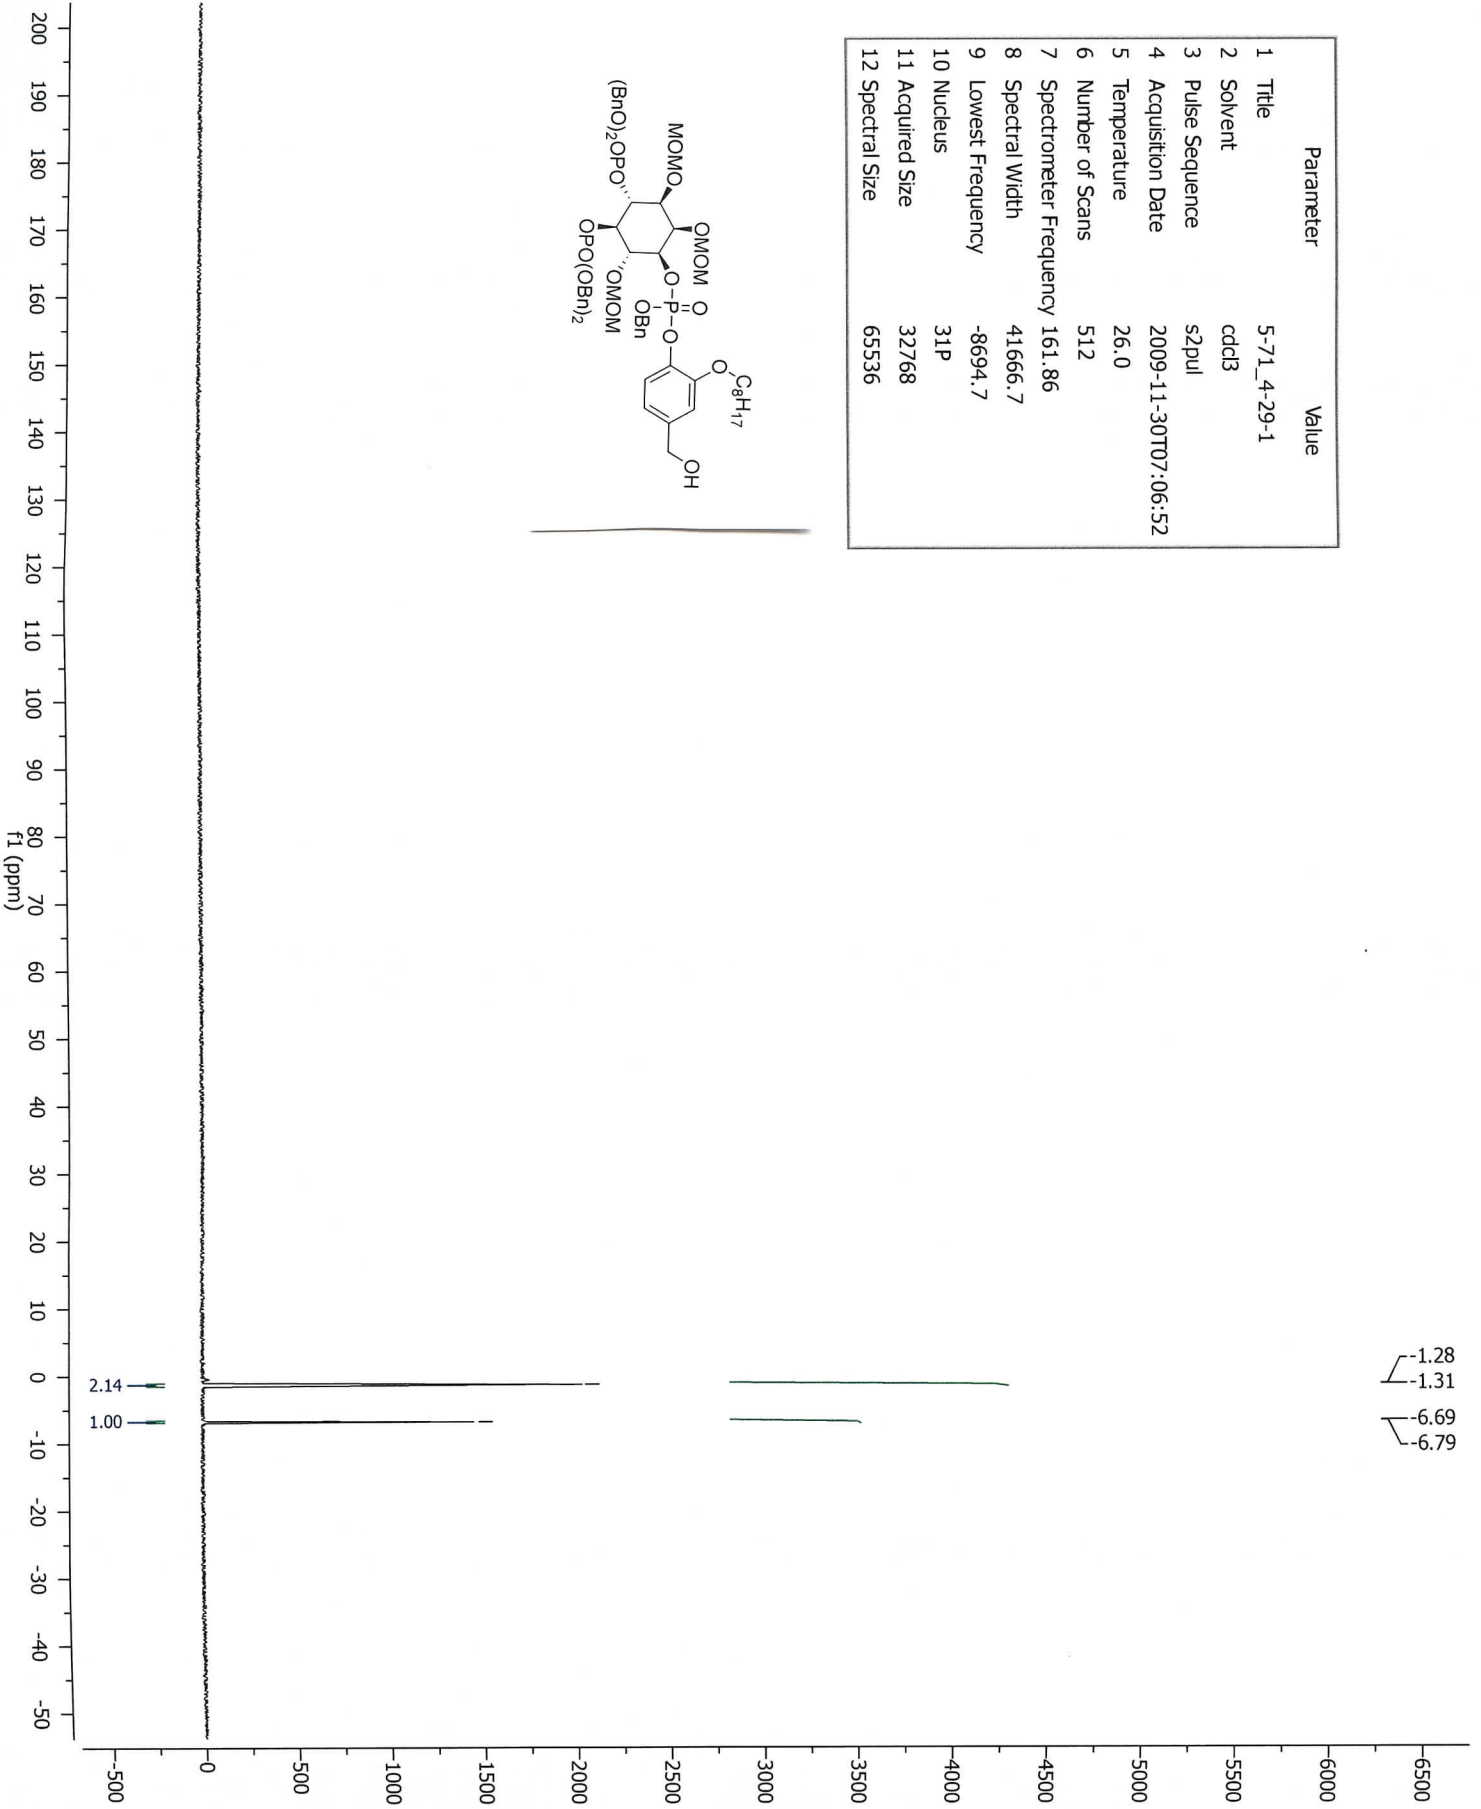 Parameter Value
1 Title 5-71_4-29-1
2 Solvent cdcl3
3 Pulse Sequence s2pul
4 Acquisition Date 2009-11-30T07:06:52
5 Temperature 26.0
6 Number of Scans 512
7 Spectrometer Frequency 161.86
8 Spectral Width 41666.7
9 Lowest Frequency -8694.7
10 Nucleus 31P
11 Acquired Size 32768
12 Spectral Size 65536
MOMO
OMOM
(BnO)₂OPO
OPO(OBn)₂
OMOM
O
P
O
O
OBn
O
C₈H₁₇
OH
-1.28
-1.31
-6.69
-6.79
6500
6000
5500
5000
4500
4000
3500
3000
2500
2000
1500
1000
500
0
-500
2.14
1.00
200 190 180 170 160 150 140 130 120 110 100 90 80 70 60 50 40 30 20 10 0 -10 -20 -30 -40 -50
f1 (ppm)